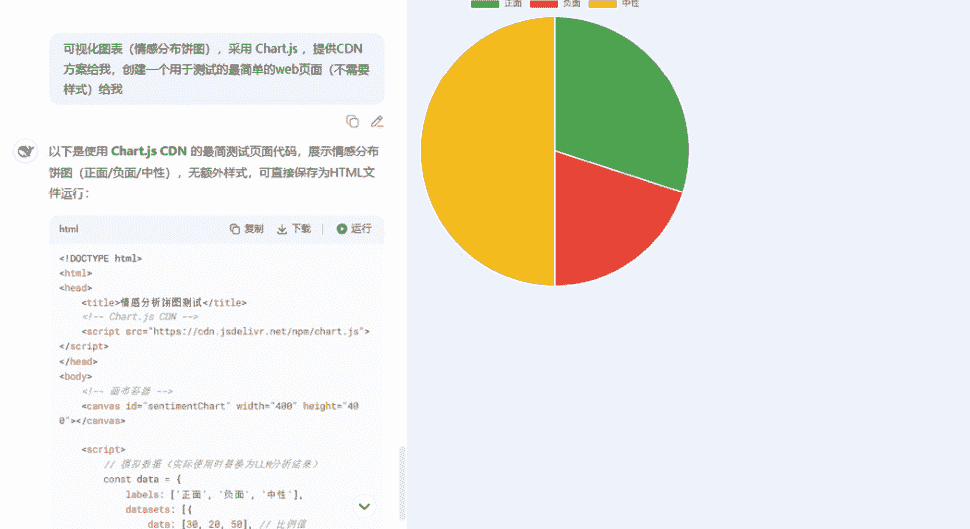 可视化图表（情感分布饼图），采用 Chart.js ，提供CDN
方案给我，创建一个用于测试的最简单的web页面（不需要
样式）给我
以下是使用 Chart.js CDN 的最简测试页面代码，展示情感分布
饼图（正面/负面/中性），无额外样式，可直接保存为HTML文
件运行：
html 复制 下载 运行
<!DOCTYPE html>
<html>
<head>
<title>情感分析饼图测试</title>
<!-- Chart.js CDN -->
<script src="https://cdn.jsdelivr.net/npm/chart.js">
</script>
</head>
<body>
<!-- 画布容器 -->
<canvas id="sentimentChart" width="400" height="40
0"></canvas>
<script>
// 模拟数据（实际使用时替换为LLM分析结果）
const data = {
labels: ['正面', '负面', '中性'],
datasets: [{
data: [30, 20, 50], // 比例值
正面 负面 中性